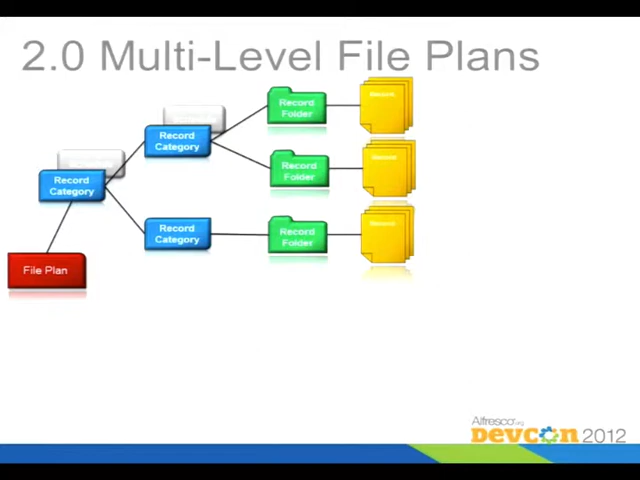 2.0 Multi-Level File Plans
Record
Folder
Record
Category
Record
Folder
Record
Category
Record
Category
Record
Folder
File Plan
Alfresco.org
Devcon 2012